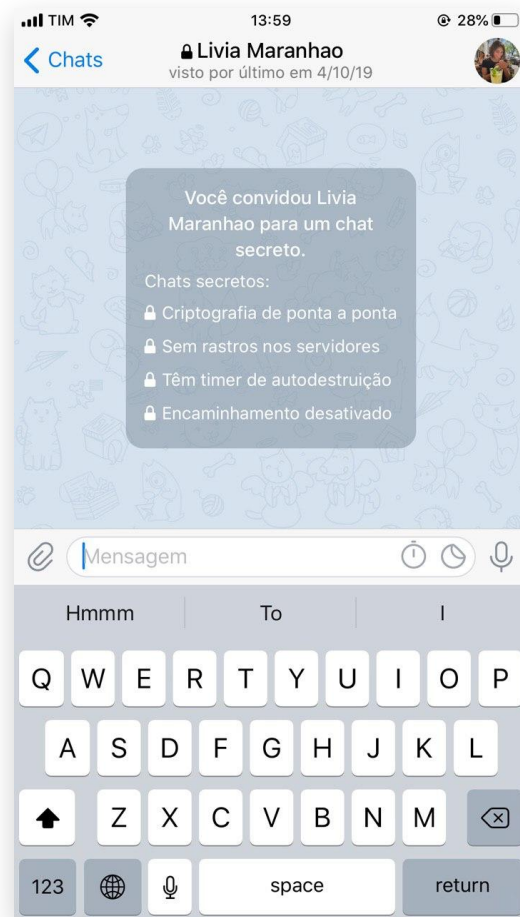 TIM 13:59 28%
Chats Livia Maranhao
visto por último em 4/10/19
Você convidou Livia
Maranhao para um chat
secreto.
Chats secretos:
Criptografia de ponta a ponta
Sem rastros nos servidores
Têm timer de autodestruição
Encaminhamento desativado
Mensagem
Hmmm To I
Q W E R T Y U I O P
A S D F G H J K L
Z X C V B N M
123 space return